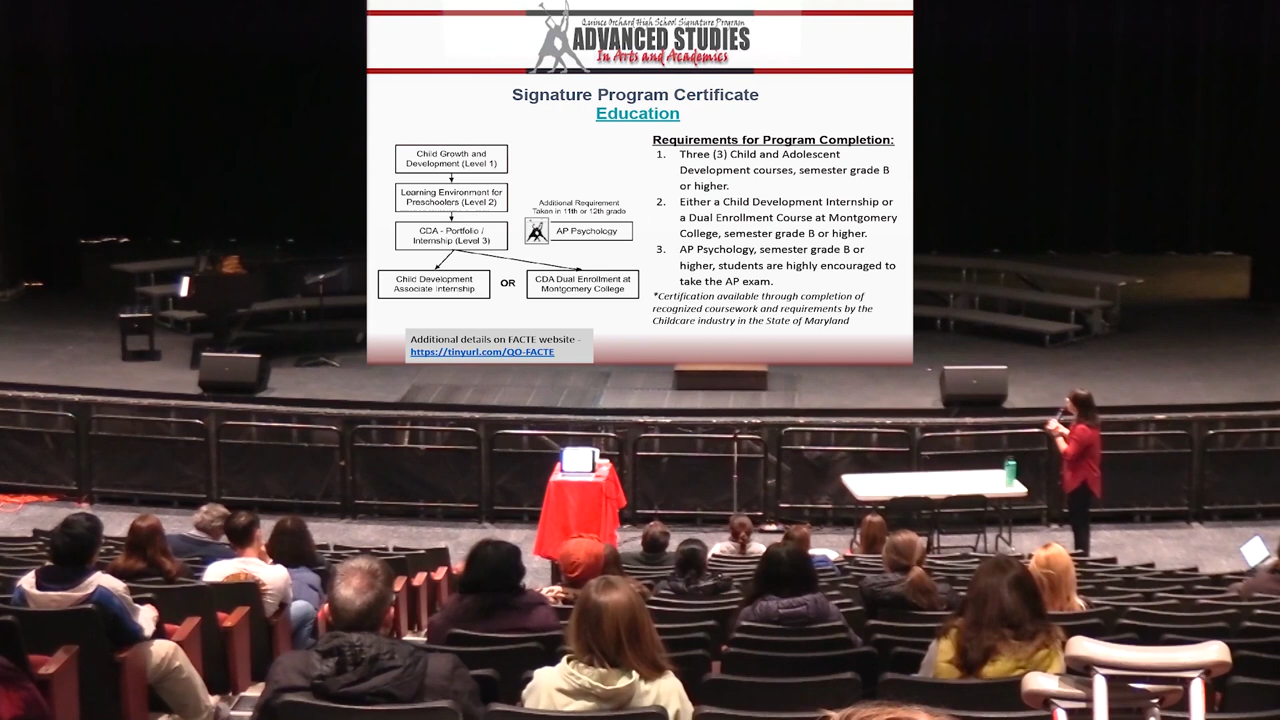 Quince Orchard High School Signature Program
ADVANCED STUDIES
In Arts and Academics
Signature Program Certificate
Education
Child Growth and
Development (Level 1)
Learning Environment for
Preschoolers (Level 2)
CDA - Portfolio /
Internship (Level 3)
Additional Requirement
Taken in 11th or 12th grade
AP Psychology
Child Development
Associate Internship
OR
CDA Dual Enrollment at
Montgomery College
Requirements for Program Completion:
1. Three (3) Child and Adolescent
Development courses, semester grade B
or higher.
2. Either a Child Development Internship or
a Dual Enrollment Course at Montgomery
College, semester grade B or higher.
3. AP Psychology, semester grade B or
higher, students are highly encouraged to
take the AP exam.
*Certification available through completion of
recognized coursework and requirements by the
Childcare industry in the State of Maryland
Additional details on FACTE website -
https://tinyurl.com/QO-FACTE